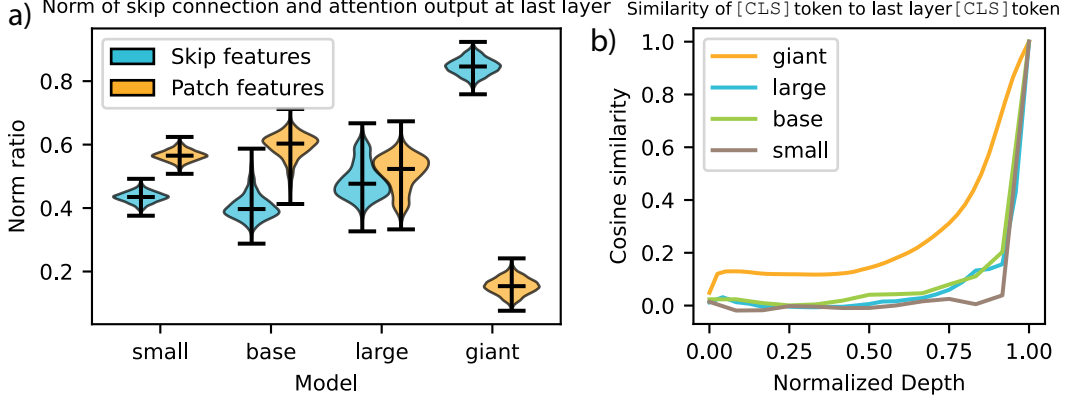 a)
Norm of skip connection and attention output at last layer
Skip features
Patch features
Norm ratio
0.8
0.6
0.4
0.2
small
base
large
giant
Model
b)
Similarity of [CLS] token to last layer [CLS] token
giant
large
base
small
Cosine similarity
1.0
0.8
0.6
0.4
0.2
0.0
0.00
0.25
0.50
0.75
1.00
Normalized Depth